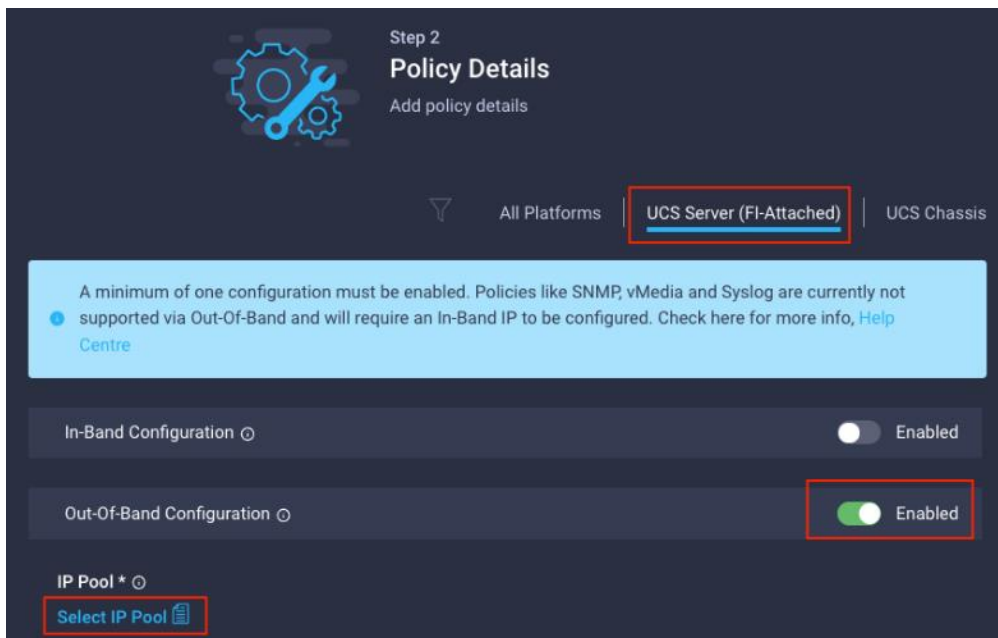 Step 2
Policy Details
Add policy details
All Platforms
UCS Server (FI-Attached)
UCS Chassis
A minimum of one configuration must be enabled. Policies like SNMP, vMedia and Syslog are currently not
supported via Out-Of-Band and will require an In-Band IP to be configured. Check here for more info, Help
Centre
In-Band Configuration
Enabled
Out-Of-Band Configuration
Enabled
IP Pool *
Select IP Pool